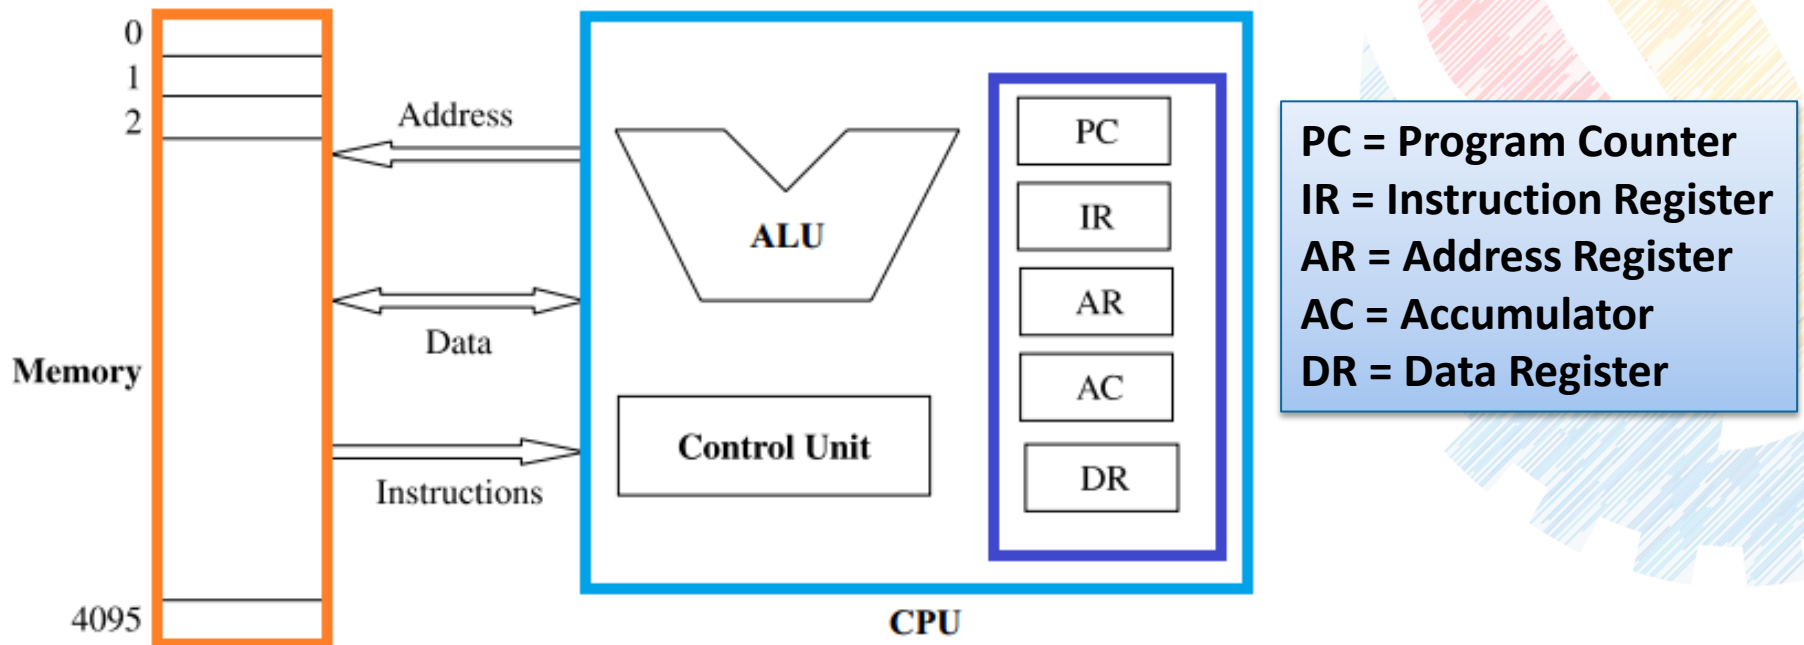 0
1
2
Memory
4095
Address
Data
Instructions
ALU
Control Unit
PC
IR
AR
AC
DR
CPU
PC = Program Counter
IR = Instruction Register
AR = Address Register
AC = Accumulator
DR = Data Register